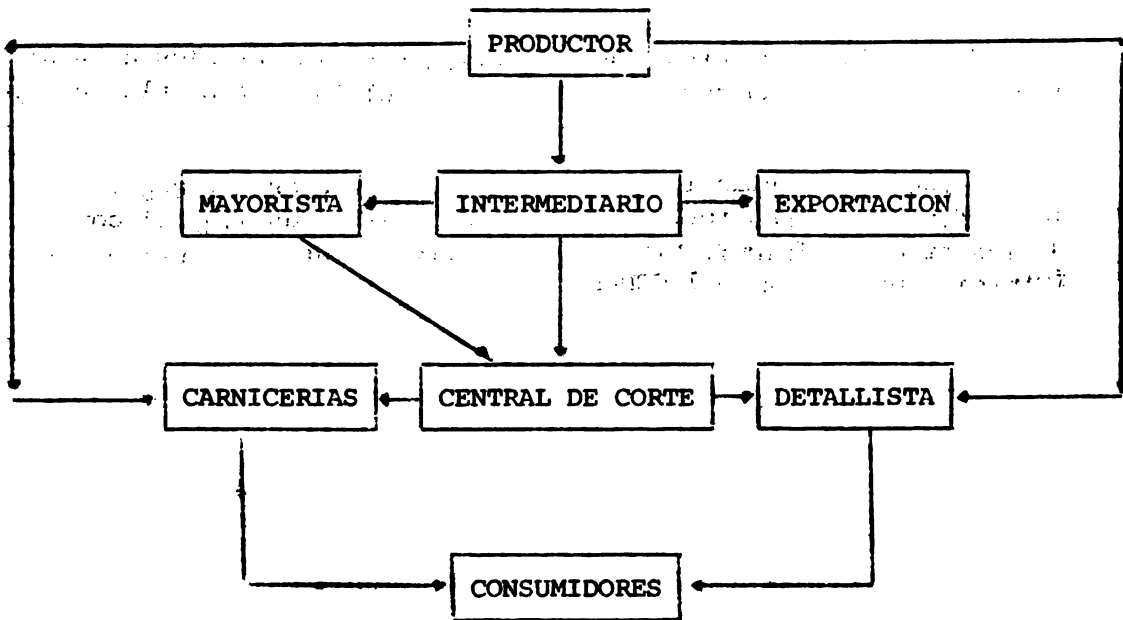 PRODUCTOR
MAYORISTA
INTERMEDIARIO
EXPORTACION
CARNICERIAS
CENTRAL DE CORTE
DETALLISTA
CONSUMIDORES